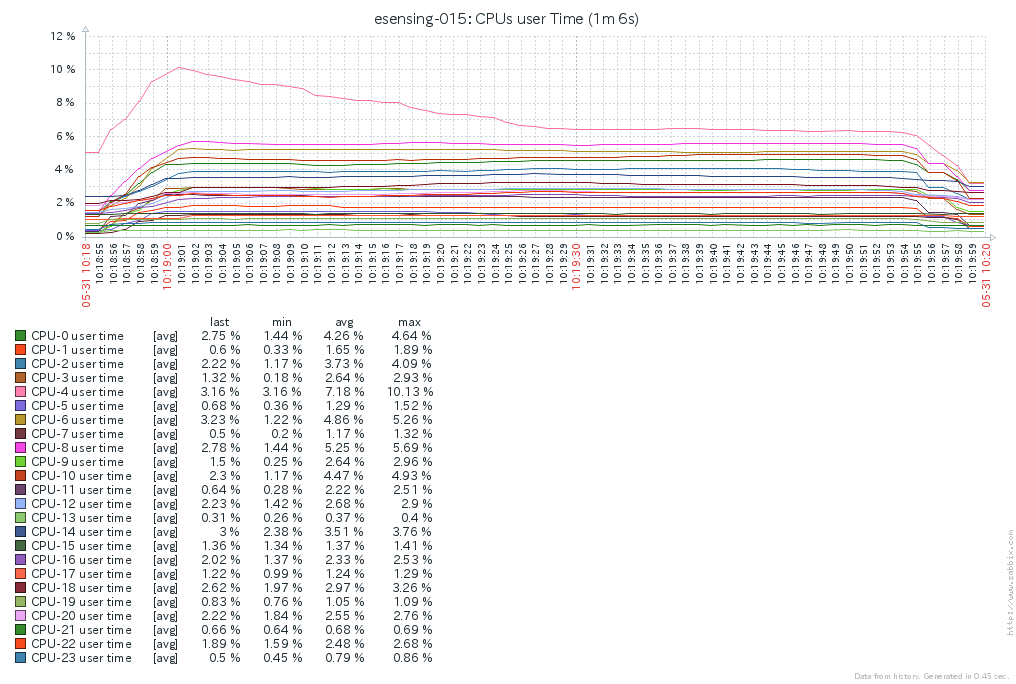 esensing-015: CPUs user Time (1m 6s)
12 %
10 %
8 %
6 %
4 %
2 %
0 %
05-31 10:18
10:18:55
10:18:56
10:18:57
10:18:58
10:18:59
10:19:00
10:19:01
10:19:02
10:19:03
10:19:04
10:19:05
10:19:06
10:19:07
10:19:08
10:19:09
10:19:10
10:19:11
10:19:12
10:19:13
10:19:14
10:19:15
10:19:16
10:19:17
10:19:18
10:19:19
10:19:20
10:19:21
10:19:22
10:19:23
10:19:24
10:19:25
10:19:26
10:19:27
10:19:28
10:19:29
10:19:30
10:19:31
10:19:32
10:19:33
10:19:34
10:19:35
10:19:36
10:19:37
10:19:38
10:19:39
10:19:40
10:19:41
10:19:42
10:19:43
10:19:44
10:19:45
10:19:46
10:19:47
10:19:48
10:19:49
10:19:50
10:19:51
10:19:52
10:19:53
10:19:54
10:19:55
10:19:56
10:19:57
10:19:58
10:19:59
05-31 10:20
last min avg max
CPU-0 user time [avg] 2.75 % 1.44 % 4.26 % 4.64 %
CPU-1 user time [avg] 0.6 % 0.33 % 1.65 % 1.89 %
CPU-2 user time [avg] 2.22 % 1.17 % 3.73 % 4.09 %
CPU-3 user time [avg] 1.32 % 0.18 % 2.64 % 2.93 %
CPU-4 user time [avg] 3.16 % 3.16 % 7.18 % 10.13 %
CPU-5 user time [avg] 0.68 % 0.36 % 1.29 % 1.52 %
CPU-6 user time [avg] 3.23 % 1.22 % 4.86 % 5.26 %
CPU-7 user time [avg] 0.5 % 0.2 % 1.17 % 1.32 %
CPU-8 user time [avg] 2.78 % 1.44 % 5.25 % 5.69 %
CPU-9 user time [avg] 1.5 % 0.25 % 2.64 % 2.96 %
CPU-10 user time [avg] 2.3 % 1.17 % 4.47 % 4.93 %
CPU-11 user time [avg] 0.64 % 0.28 % 2.22 % 2.51 %
CPU-12 user time [avg] 2.23 % 1.42 % 2.68 % 2.9 %
CPU-13 user time [avg] 0.31 % 0.26 % 0.37 % 0.4 %
CPU-14 user time [avg] 3 % 2.38 % 3.51 % 3.76 %
CPU-15 user time [avg] 1.36 % 1.34 % 1.37 % 1.41 %
CPU-16 user time [avg] 2.02 % 1.37 % 2.33 % 2.53 %
CPU-17 user time [avg] 1.22 % 0.99 % 1.24 % 1.29 %
CPU-18 user time [avg] 2.62 % 1.97 % 2.97 % 3.26 %
CPU-19 user time [avg] 0.83 % 0.76 % 1.05 % 1.09 %
CPU-20 user time [avg] 2.22 % 1.84 % 2.55 % 2.76 %
CPU-21 user time [avg] 0.66 % 0.64 % 0.68 % 0.69 %
CPU-22 user time [avg] 1.89 % 1.59 % 2.48 % 2.68 %
CPU-23 user time [avg] 0.5 % 0.45 % 0.79 % 0.86 %
http://www.zabbix.com
Data from history. Generated in 0.45 sec.